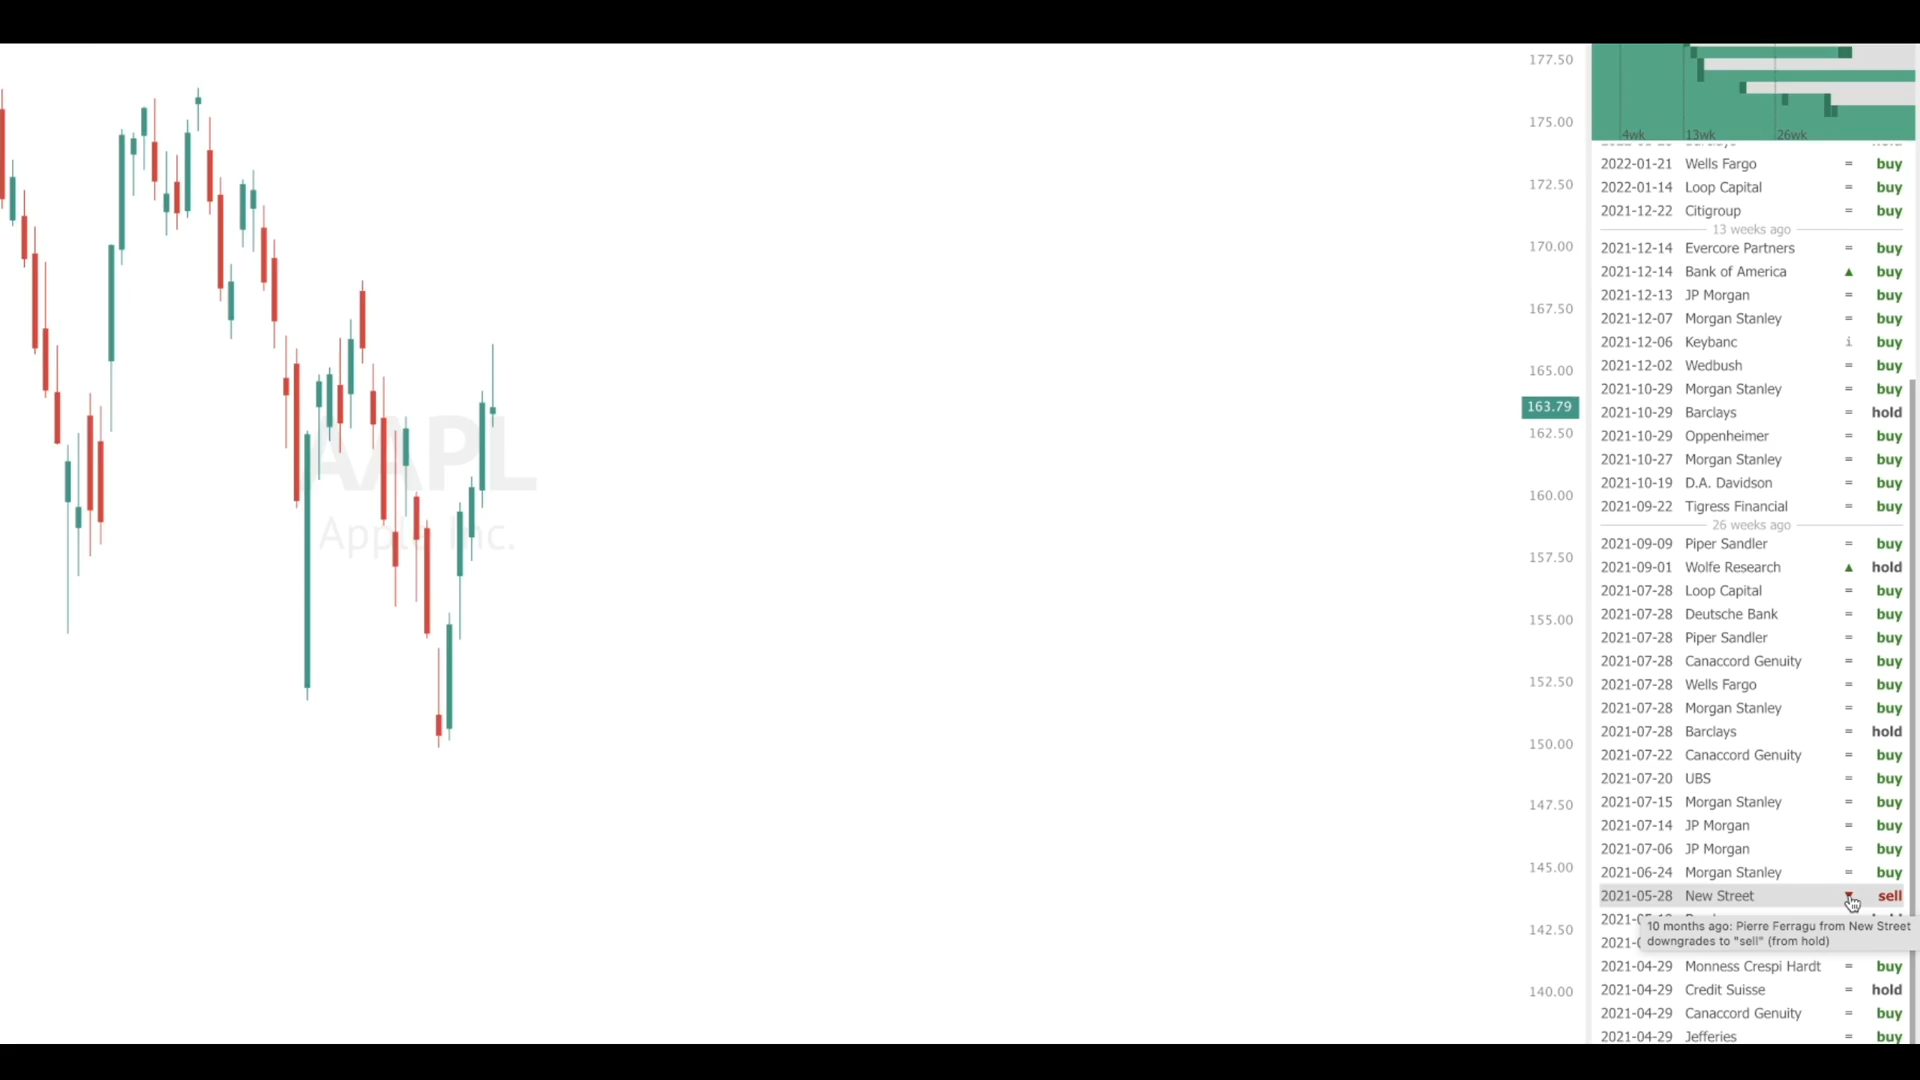 177.50
175.00
172.50
170.00
167.50
165.00
163.79
162.50
160.00
157.50
155.00
152.50
150.00
147.50
145.00
142.50
140.00
AAPL
Apple Inc.
4wk 13wk 26wk
2022-01-21 Wells Fargo = buy
2022-01-14 Loop Capital = buy
2021-12-22 Citigroup = buy
13 weeks ago
2021-12-14 Evercore Partners = buy
2021-12-14 Bank of America ▲ buy
2021-12-13 JP Morgan = buy
2021-12-07 Morgan Stanley = buy
2021-12-06 Keybanc i buy
2021-12-02 Wedbush = buy
2021-10-29 Morgan Stanley = buy
2021-10-29 Barclays = hold
2021-10-29 Oppenheimer = buy
2021-10-27 Morgan Stanley = buy
2021-10-19 D.A. Davidson = buy
2021-09-22 Tigress Financial = buy
26 weeks ago
2021-09-09 Piper Sandler = buy
2021-09-01 Wolfe Research ▲ hold
2021-07-28 Loop Capital = buy
2021-07-28 Deutsche Bank = buy
2021-07-28 Piper Sandler = buy
2021-07-28 Canaccord Genuity = buy
2021-07-28 Wells Fargo = buy
2021-07-28 Morgan Stanley = buy
2021-07-28 Barclays = hold
2021-07-22 Canaccord Genuity = buy
2021-07-20 UBS = buy
2021-07-15 Morgan Stanley = buy
2021-07-14 JP Morgan = buy
2021-07-06 JP Morgan = buy
2021-06-24 Morgan Stanley = buy
2021-05-28 New Street ▼ sell
10 months ago: Pierre Ferragu from New Street
downgrades to "sell" (from hold)
2021-04-29 Monness Crespi Hardt = buy
2021-04-29 Credit Suisse = hold
2021-04-29 Canaccord Genuity = buy
2021-04-29 Jefferies = buy